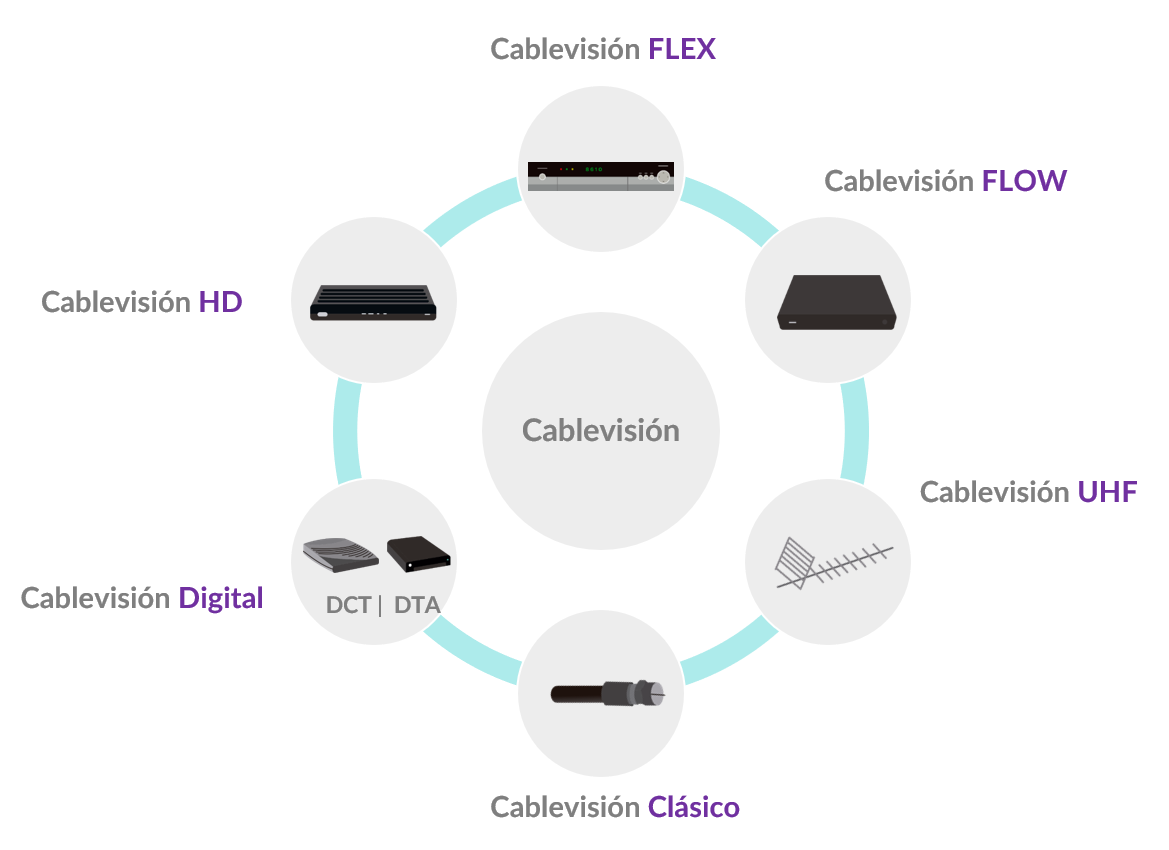 Cablevisión FLEX
Cablevisión FLOW
Cablevisión HD
Cablevisión
Cablevisión UHF
Cablevisión Digital
DCT | DTA
Cablevisión Clásico